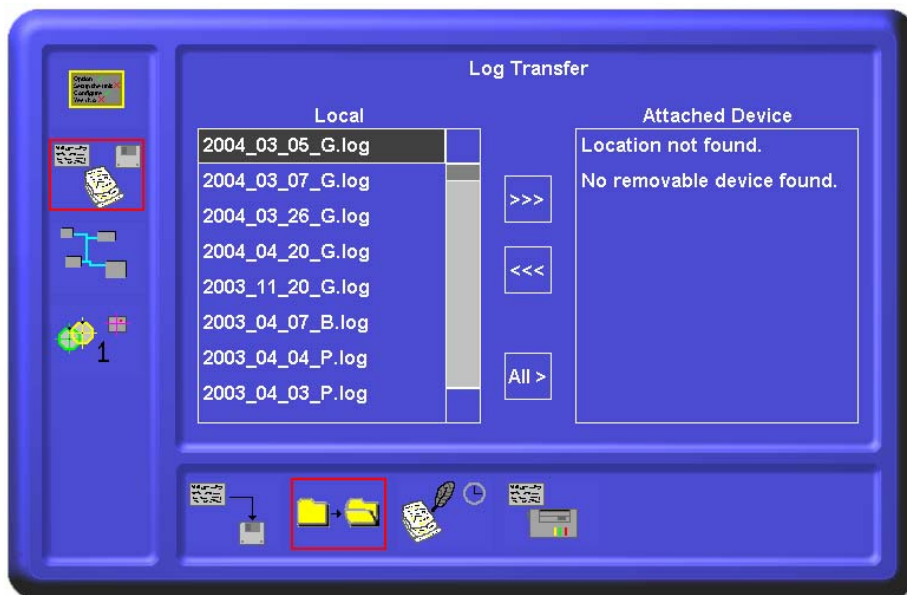 Log Transfer
Local
Attached Device
2004_03_05_G.log
2004_03_07_G.log
2004_03_26_G.log
2004_04_20_G.log
2003_11_20_G.log
2003_04_07_B.log
2003_04_04_P.log
2003_04_03_P.log
>>>
<<<
All >
Location not found.
No removable device found.
Option
1